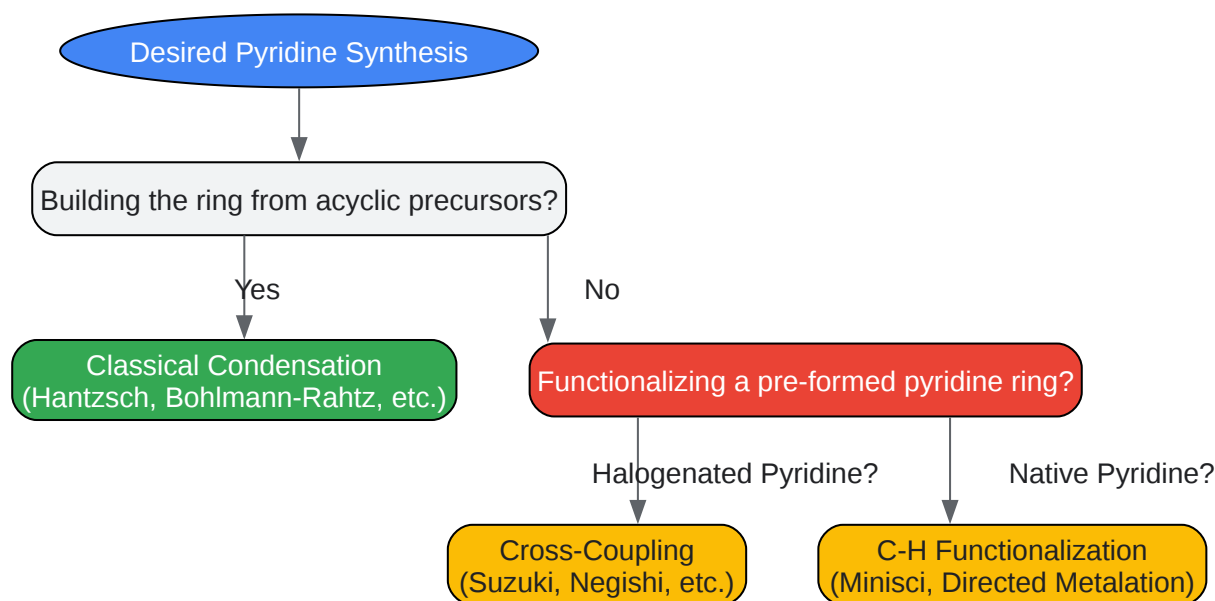 Desired Pyridine Synthesis
Building the ring from acyclic precursors?
Yes
No
Classical Condensation
(Hantzsch, Bohlmann-Rahtz, etc.)
Functionalizing a pre-formed pyridine ring?
Halogenated Pyridine?
Native Pyridine?
Cross-Coupling
(Suzuki, Negishi, etc.)
C-H Functionalization
(Minisci, Directed Metalation)